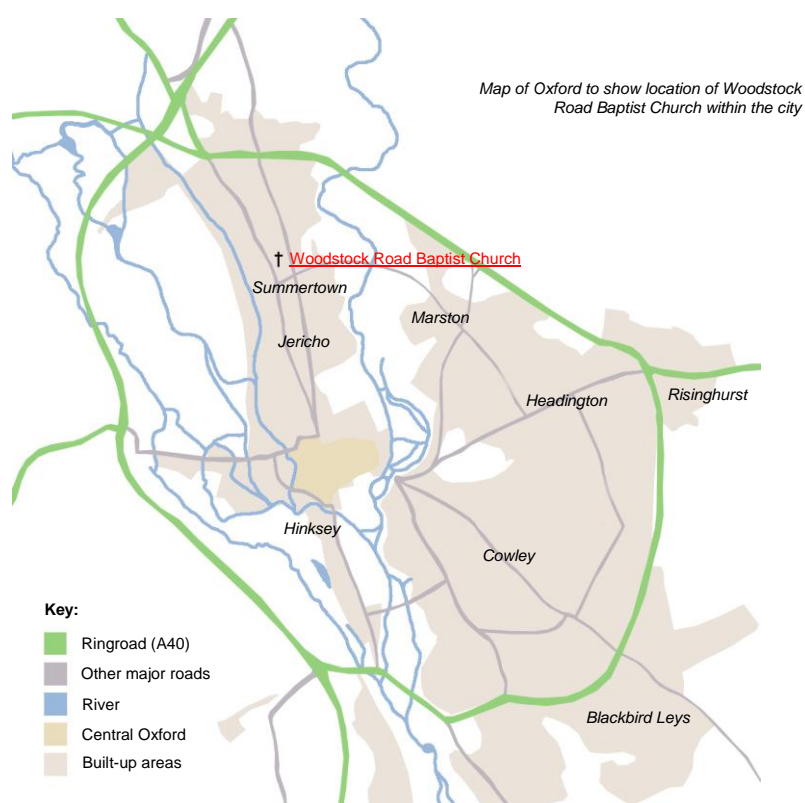 Map of Oxford to show location of Woodstock
Road Baptist Church within the city
✝ Woodstock Road Baptist Church
Summertown
Marston
Jericho
Headington
Risinghurst
Hinksey
Cowley
Blackbird Leys
Key:
Ringroad (A40)
Other major roads
River
Central Oxford
Built-up areas